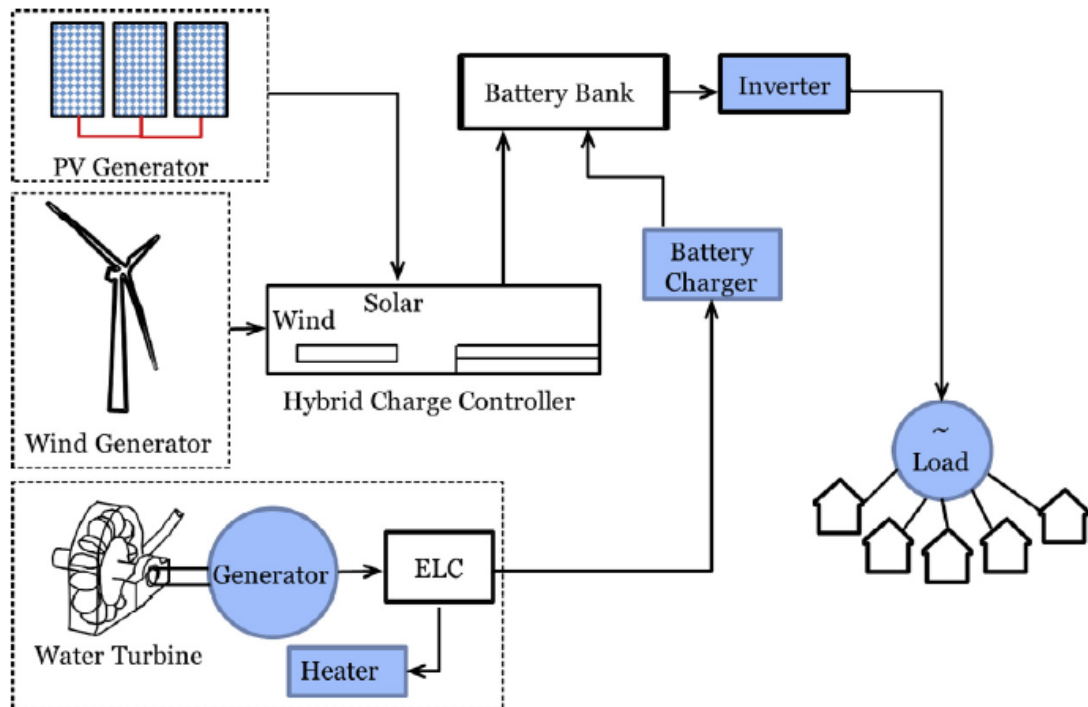 PV Generator
Battery Bank
Inverter
Wind Generator
Solar
Wind
Hybrid Charge Controller
Battery
Charger
~
Load
Water Turbine
Generator
ELC
Heater